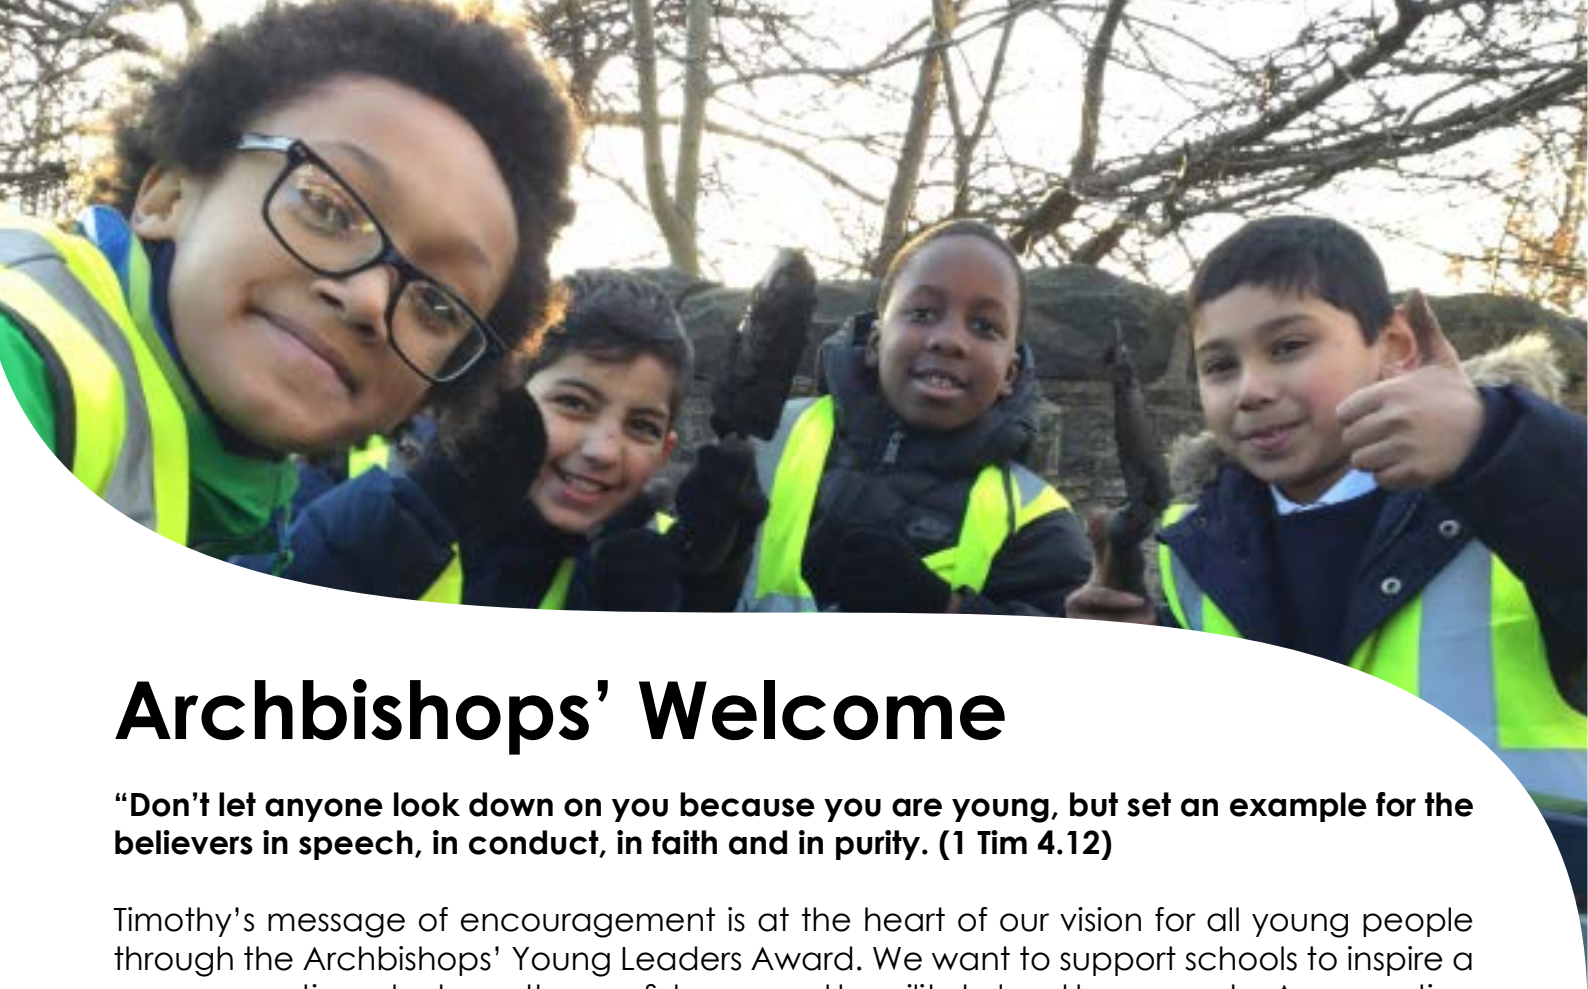 Archbishops’ Welcome
“Don’t let anyone look down on you because you are young, but set an example for the
believers in speech, in conduct, in faith and in purity. (1 Tim 4.12)
Timothy’s message of encouragement is at the heart of our vision for all young people
through the Archbishops’ Young Leaders Award. We want to support schools to inspire a